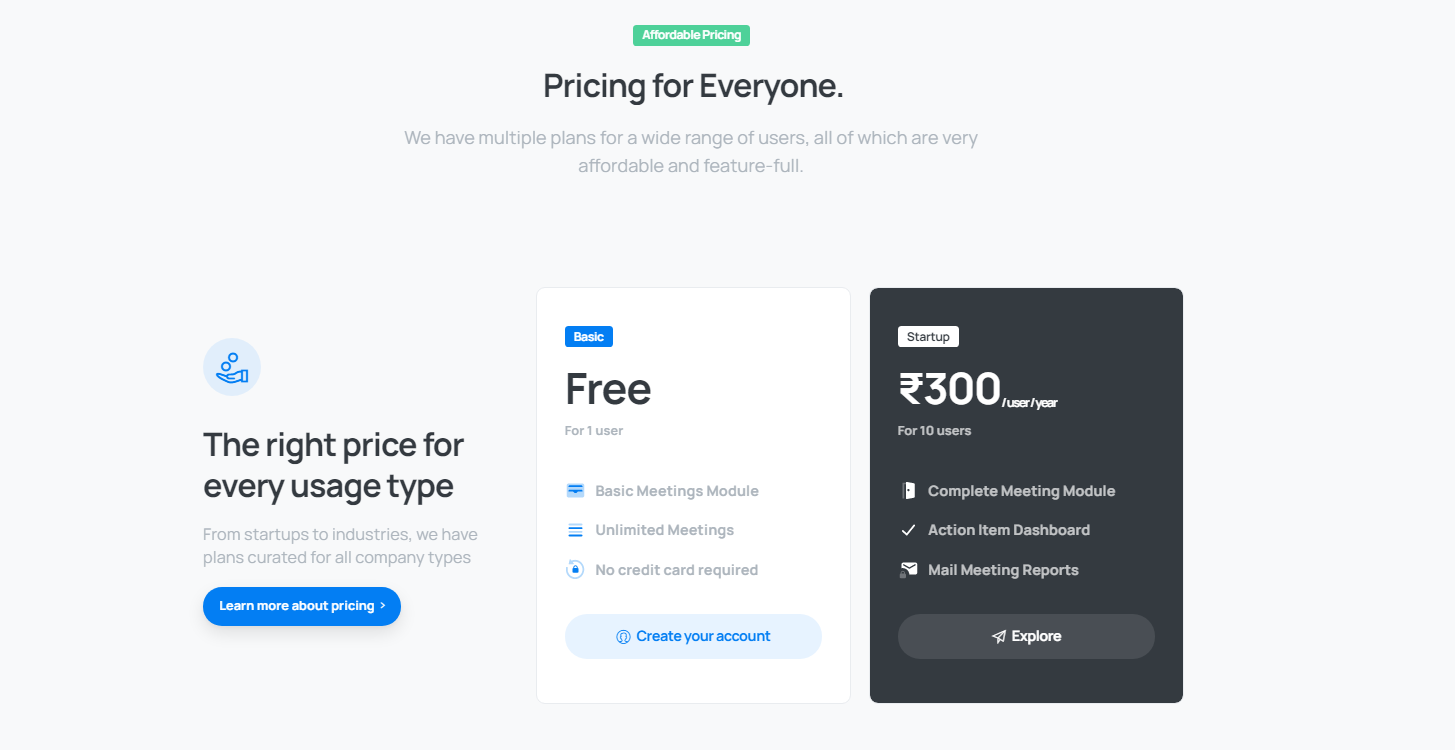 Affordable Pricing
Pricing for Everyone.
We have multiple plans for a wide range of users, all of which are very
affordable and feature-full.
The right price for
every usage type
From startups to industries, we have
plans curated for all company types
Learn more about pricing ›
Basic
Free
For 1 user
Basic Meetings Module
Unlimited Meetings
No credit card required
Create your account
Startup
₹300/user/year
For 10 users
Complete Meeting Module
Action Item Dashboard
Mail Meeting Reports
Explore